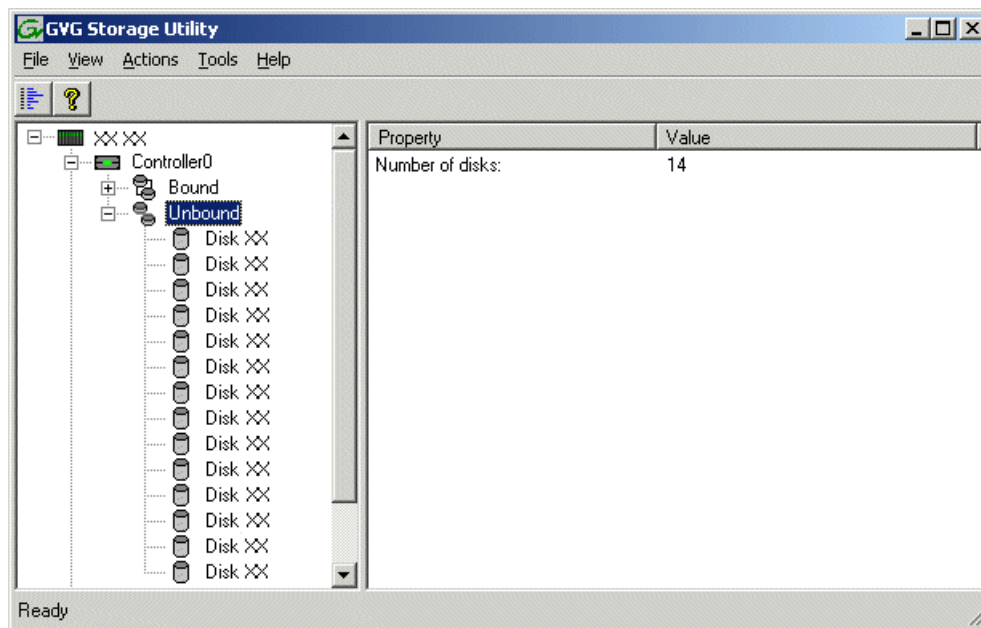 GVG Storage Utility
File View Actions Tools Help
XX XX
Controller0
Bound
Unbound
Disk XX
Disk XX
Disk XX
Disk XX
Disk XX
Disk XX
Disk XX
Disk XX
Disk XX
Disk XX
Disk XX
Disk XX
Disk XX
Disk XX
Property Value
Number of disks: 14
Ready